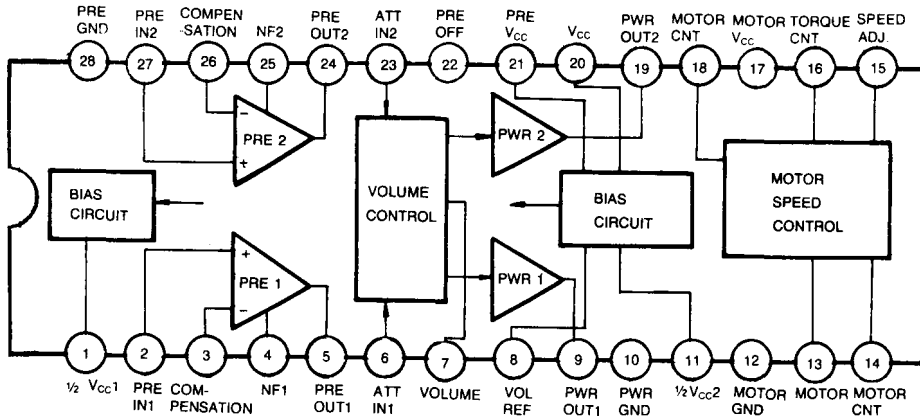 PRE GND
PRE IN2
COMPEN-SATION
NF2
PRE OUT2
ATT IN2
PRE OFF
PRE VCC
VCC
PWR OUT2
MOTOR CNT
MOTOR VCC
TORQUE CNT
SPEED ADJ.
28 27 26 25 24 23 22 21 20 19 18 17 16 15
− PRE 2 +
PWR 2
BIAS CIRCUIT
VOLUME CONTROL
BIAS CIRCUIT
MOTOR SPEED CONTROL
+ PRE 1 −
PWR 1
1 2 3 4 5 6 7 8 9 10 11 12 13 14
½ VCC1
PRE IN1
COM-PENSATION
NF1
PRE OUT1
ATT IN1
VOLUME
VOL REF
PWR OUT1
PWR GND
½VCC2
MOTOR GND
MOTOR
MOTOR CNT